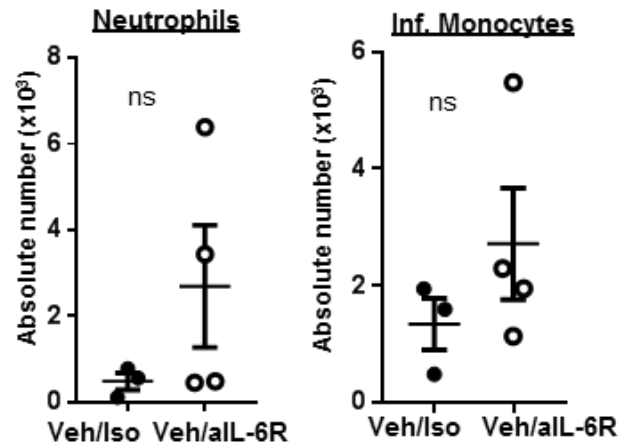 Neutrophils
Absolute number (x10³)
8
6
4
2
0
ns
Veh/Iso Veh/aIL-6R
Inf. Monocytes
Absolute number (x10³)
6
4
2
0
ns
Veh/Iso Veh/aIL-6R